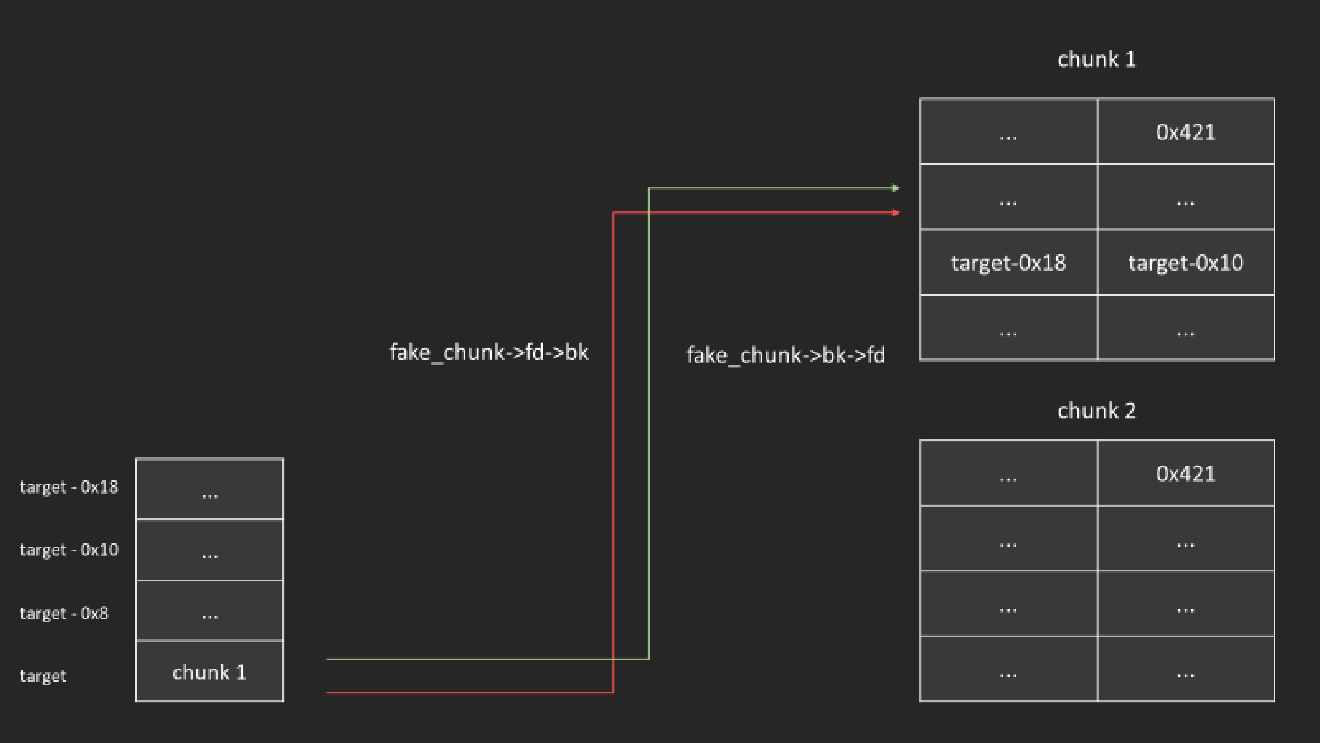 chunk 1
... 0x421
... ...
target-0x18 target-0x10
... ...
fake_chunk->fd->bk
fake_chunk->bk->fd
chunk 2
... 0x421
... ...
... ...
... ...
target - 0x18 ...
target - 0x10 ...
target - 0x8 ...
target chunk 1